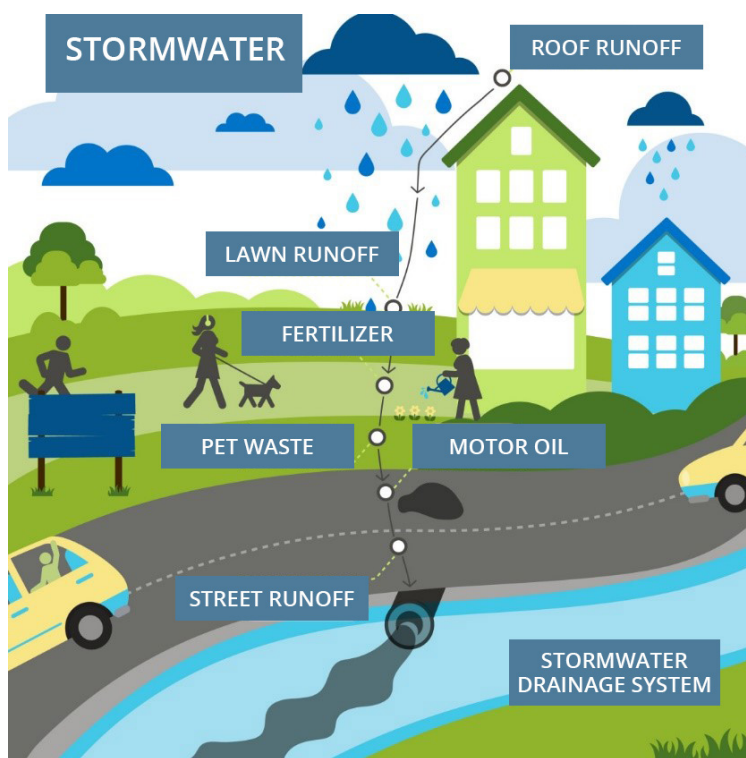 STORMWATER
ROOF RUNOFF
LAWN RUNOFF
FERTILIZER
PET WASTE
MOTOR OIL
STREET RUNOFF
STORMWATER
DRAINAGE SYSTEM